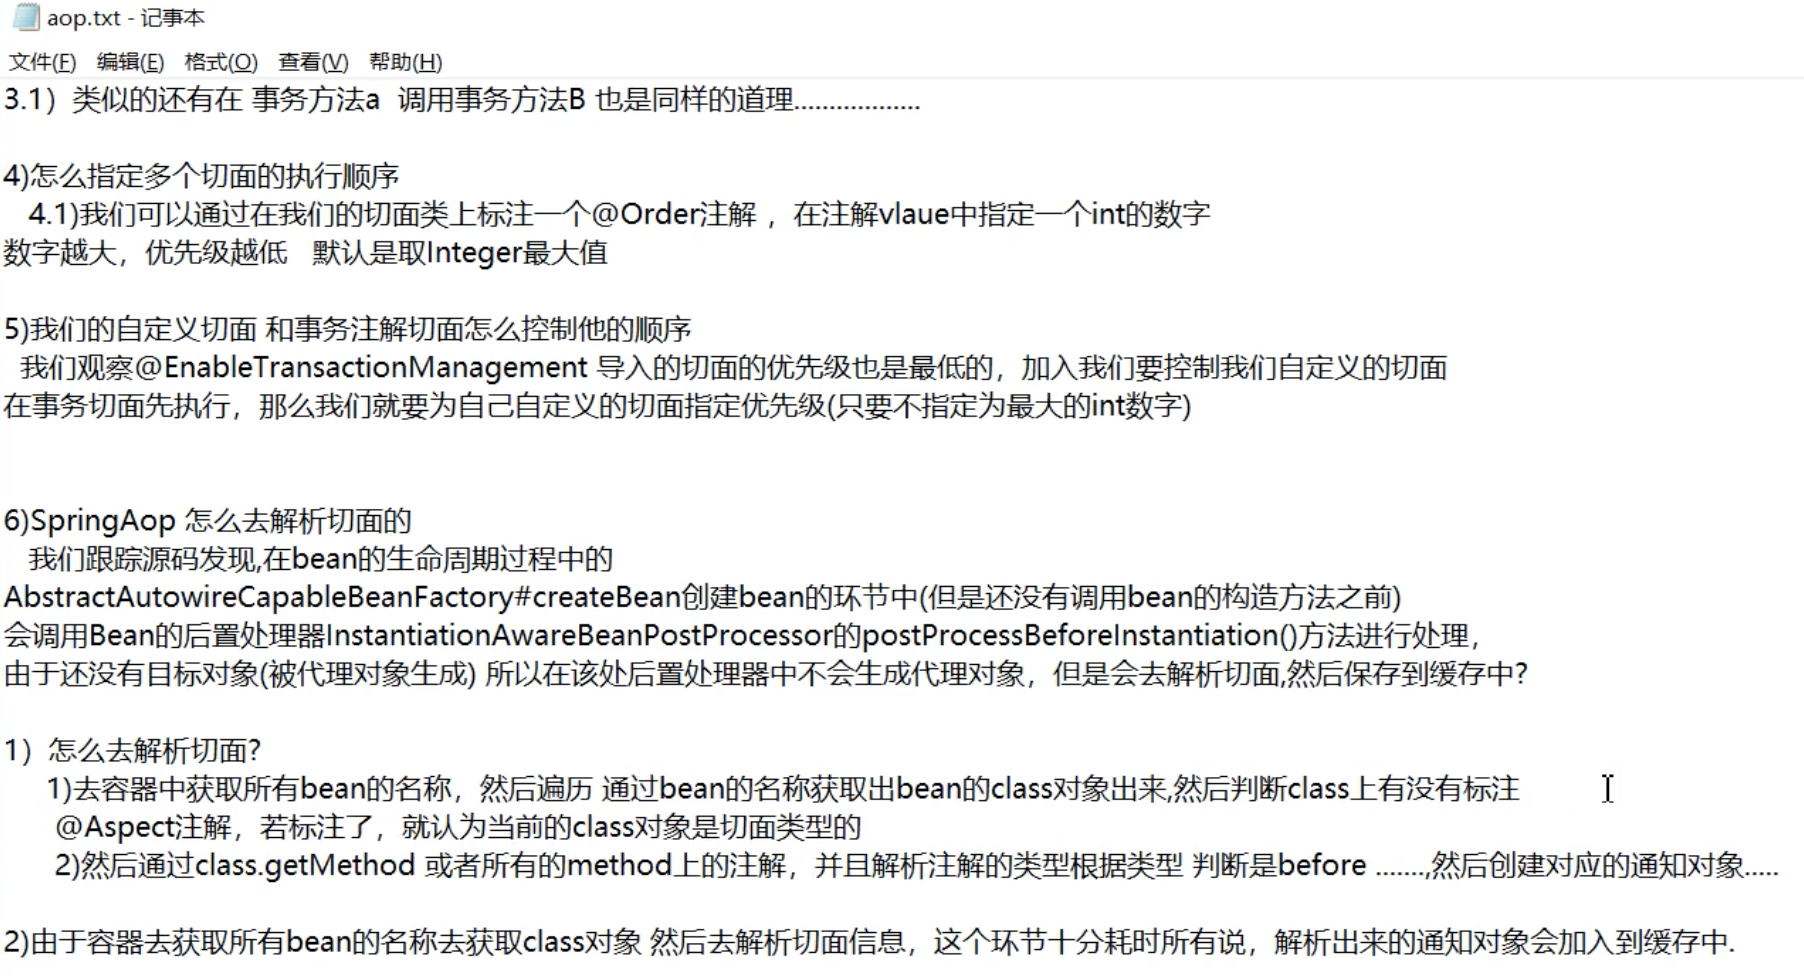 aop.txt - 记事本
文件(F) 编辑(E) 格式(O) 查看(V) 帮助(H)
3.1）类似的还有在 事务方法a  调用事务方法B 也是同样的道理..................
4)怎么指定多个切面的执行顺序
4.1)我们可以通过在我们的切面类上标注一个@Order注解 ，在注解vlaue中指定一个int的数字
数字越大，优先级越低   默认是取Integer最大值
5)我们的自定义切面 和事务注解切面怎么控制他的顺序
我们观察@EnableTransactionManagement 导入的切面的优先级也是最低的，加入我们要控制我们自定义的切面
在事务切面先执行，那么我们就要为自己自定义的切面指定优先级(只要不指定为最大的int数字)
6)SpringAop 怎么去解析切面的
我们跟踪源码发现,在bean的生命周期过程中的
AbstractAutowireCapableBeanFactory#createBean创建bean的环节中(但是还没有调用bean的构造方法之前)
会调用Bean的后置处理器InstantiationAwareBeanPostProcessor的postProcessBeforeInstantiation()方法进行处理，
由于还没有目标对象(被代理对象生成) 所以在该处后置处理器中不会生成代理对象，但是会去解析切面,然后保存到缓存中?
1）怎么去解析切面?
1)去容器中获取所有bean的名称，然后遍历 通过bean的名称获取出bean的class对象出来,然后判断class上有没有标注
@Aspect注解，若标注了，就认为当前的class对象是切面类型的
2)然后通过class.getMethod 或者所有的method上的注解，并且解析注解的类型根据类型 判断是before .......,然后创建对应的通知对象.....
2)由于容器去获取所有bean的名称去获取class对象 然后去解析切面信息，这个环节十分耗时所有说，解析出来的通知对象会加入到缓存中.